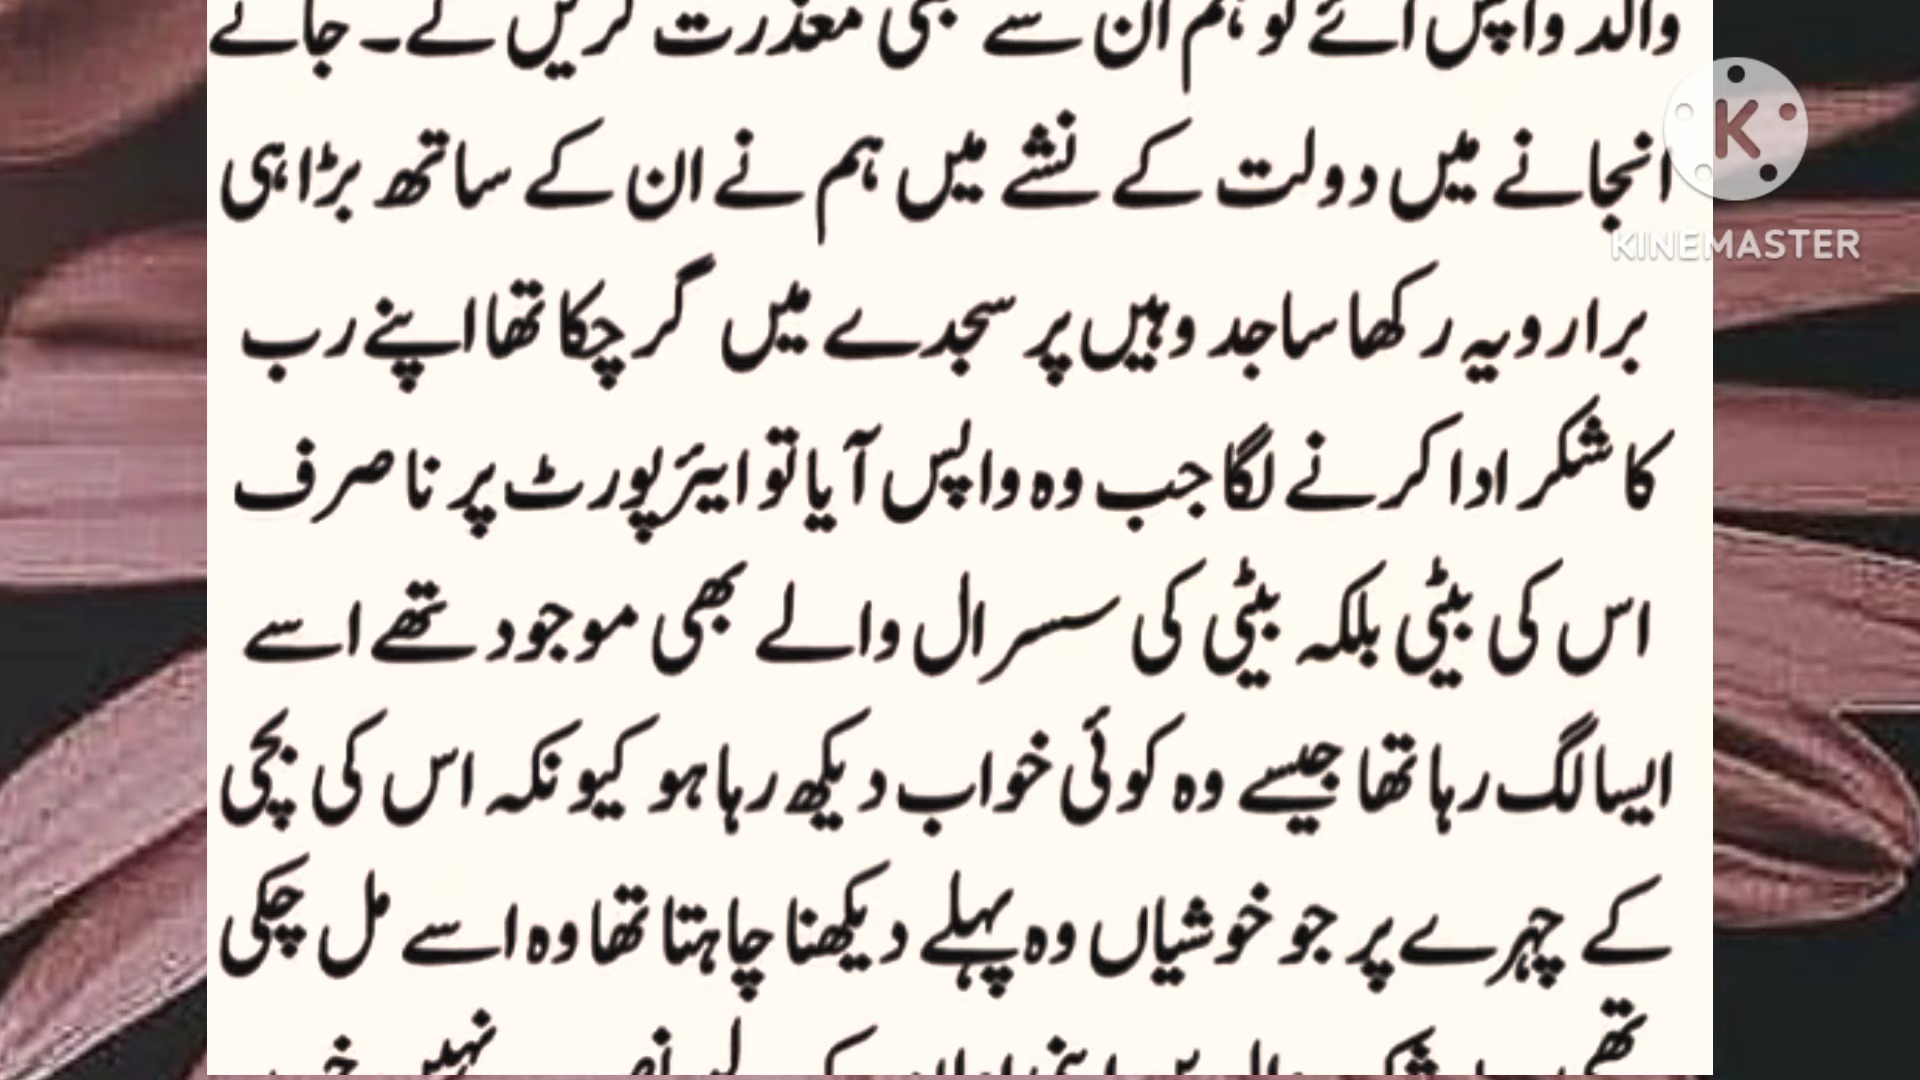 والد واپس آئے تو ہم ان سے بھی معذرت کریں گے۔ جانے
انجانے میں دولت کے نشے میں ہم نے ان کے ساتھ بڑا ہی
برا رویہ رکھا ساجد وہیں پر سجدے میں گر چکا تھا اپنے رب
کا شکر ادا کرنے لگا جب وہ واپس آیا تو ایئرپورٹ پر نا صرف
اس کی بیٹی بلکہ بیٹی کی سسرال والے بھی موجود تھے اسے
ایسا لگ رہا تھا جیسے وہ کوئی خواب دیکھ رہا ہو کیونکہ اس کی بچی
کے چہرے پر جو خوشیاں وہ پہلے دیکھنا چاہتا تھا وہ اسے مل چکی
تھی
K
KINEMASTER